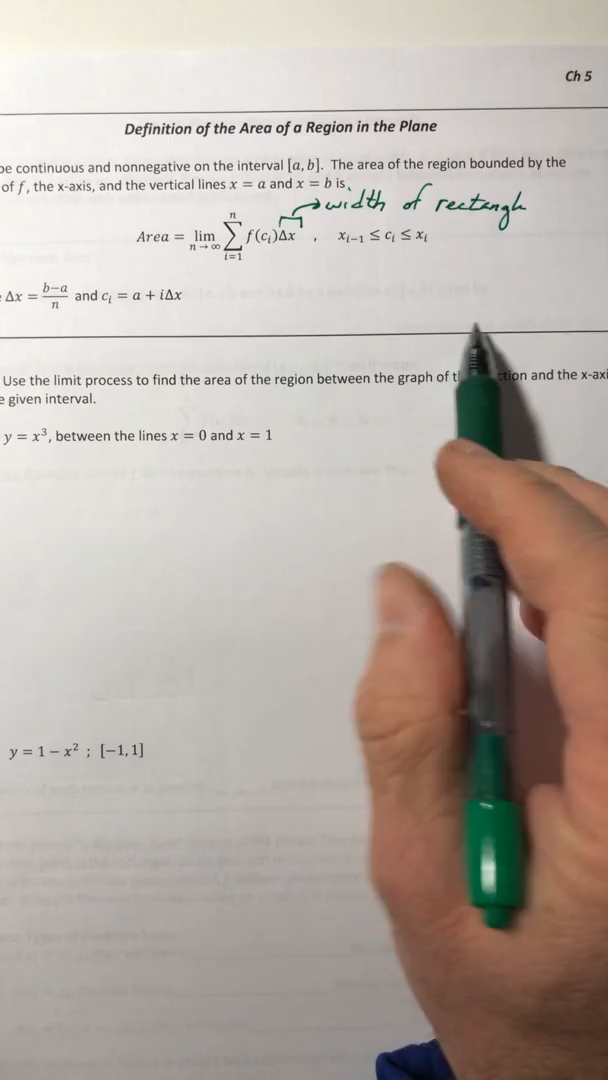 Ch 5
Definition of the Area of a Region in the Plane
be continuous and nonnegative on the interval [a, b]. The area of the region bounded by the
of f, the x-axis, and the vertical lines x = a and x = b is
width of rectangle
Area = lim n→∞ ∑ i=1 n f(cᵢ)Δx , xᵢ₋₁ ≤ cᵢ ≤ xᵢ
Δx = b−a/n and cᵢ = a + iΔx
Use the limit process to find the area of the region between the graph of and the x-axi
given interval.
y = x³, between the lines x = 0 and x = 1
y = 1 − x² ; [−1,1]